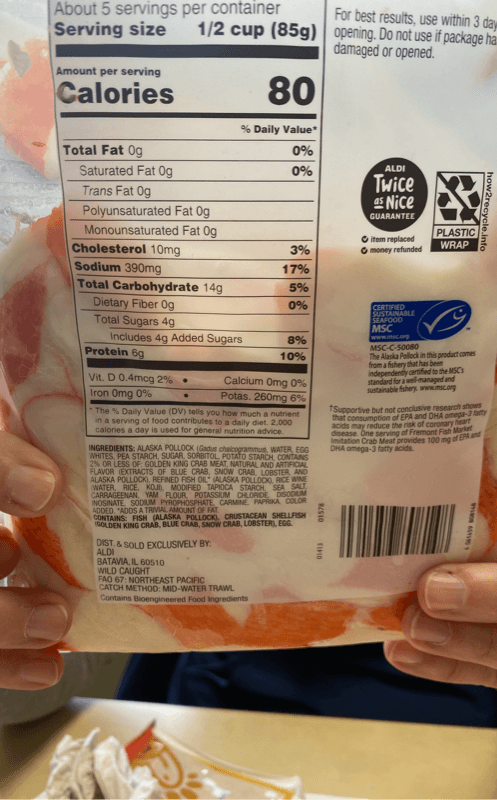 About 5 servings per container
Serving size 1/2 cup (85g)
Amount per serving
Calories 80
% Daily Value*
Total Fat 0g 0%
Saturated Fat 0g 0%
Trans Fat 0g
Polyunsaturated Fat 0g
Monounsaturated Fat 0g
Cholesterol 10mg 3%
Sodium 390mg 17%
Total Carbohydrate 14g 5%
Dietary Fiber 0g 0%
Total Sugars 4g
Includes 4g Added Sugars 8%
Protein 6g 10%
Vit. D 0.4mcg 2% • Calcium 0mg 0%
Iron 0mg 0% • Potas. 260mg 6%
* The % Daily Value (DV) tells you how much a nutrient
in a serving of food contributes to a daily diet. 2,000
calories a day is used for general nutrition advice.
INGREDIENTS: ALASKA POLLOCK (Gadus chalcogrammus), WATER, EGG
WHITES, PEA STARCH, SUGAR, SORBITOL, POTATO STARCH, CONTAINS
2% OR LESS OF: GOLDEN KING CRAB MEAT, NATURAL AND ARTIFICIAL
FLAVOR (EXTRACTS OF BLUE CRAB, SNOW CRAB, LOBSTER, AND
ALASKA POLLOCK), REFINED FISH OIL* (ALASKA POLLOCK), RICE WINE
(WATER, RICE, KOJI), MODIFIED TAPIOCA STARCH, SEA SALT,
CARRAGEENAN, YAM FLOUR, POTASSIUM CHLORIDE, DISODIUM
INOSINATE, SODIUM PYROPHOSPHATE, CARMINE, PAPRIKA, COLOR
ADDED. *ADDS A TRIVIAL AMOUNT OF FAT.
CONTAINS: FISH (ALASKA POLLOCK), CRUSTACEAN SHELLFISH
(GOLDEN KING CRAB, BLUE CRAB, SNOW CRAB, LOBSTER), EGG.
DIST. & SOLD EXCLUSIVELY BY:
ALDI
BATAVIA, IL 60510
WILD CAUGHT
FAO 67: NORTHEAST PACIFIC
CATCH METHOD: MID-WATER TRAWL
Contains Bioengineered Food Ingredients
For best results, use within 3 day
opening. Do not use if package ha
damaged or opened.
ALDI
Twice
as Nice
GUARANTEE
item replaced
money refunded
PLASTIC
WRAP
how2recycle.info
CERTIFIED
SUSTAINABLE
SEAFOOD
MSC
www.msc.org
TM
MSC-C-50080
The Alaska Pollock in this product comes
from a fishery that has been
independently certified to the MSC's
standard for a well-managed and
sustainable fishery. www.msc.org
†Supportive but not conclusive research shows
that consumption of EPA and DHA omega-3 fatty
acids may reduce the risk of coronary heart
disease. One serving of Fremont Fish Market
Imitation Crab Meat provides 100 mg of EPA and
DHA omega-3 fatty acids.
01413 01578